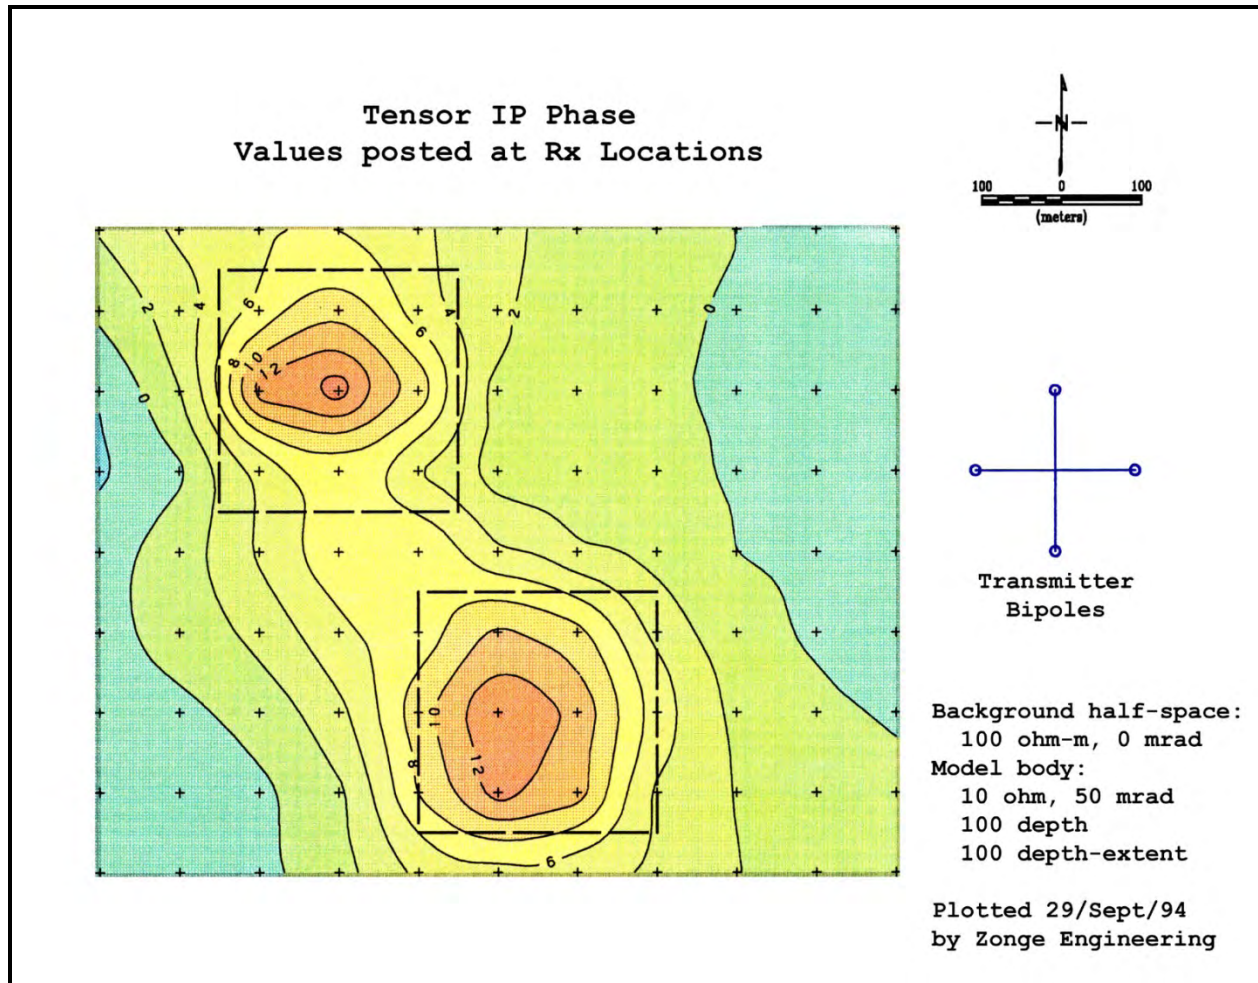 Tensor IP Phase
Values posted at Rx Locations
N
100 0 100
(meters)
2
4
6
4
2
0
6
8
10
12
0
10
8
12
6
Transmitter
Bipoles
Background half-space:
100 ohm-m, 0 mrad
Model body:
10 ohm, 50 mrad
100 depth
100 depth-extent
Plotted 29/Sept/94
by Zonge Engineering